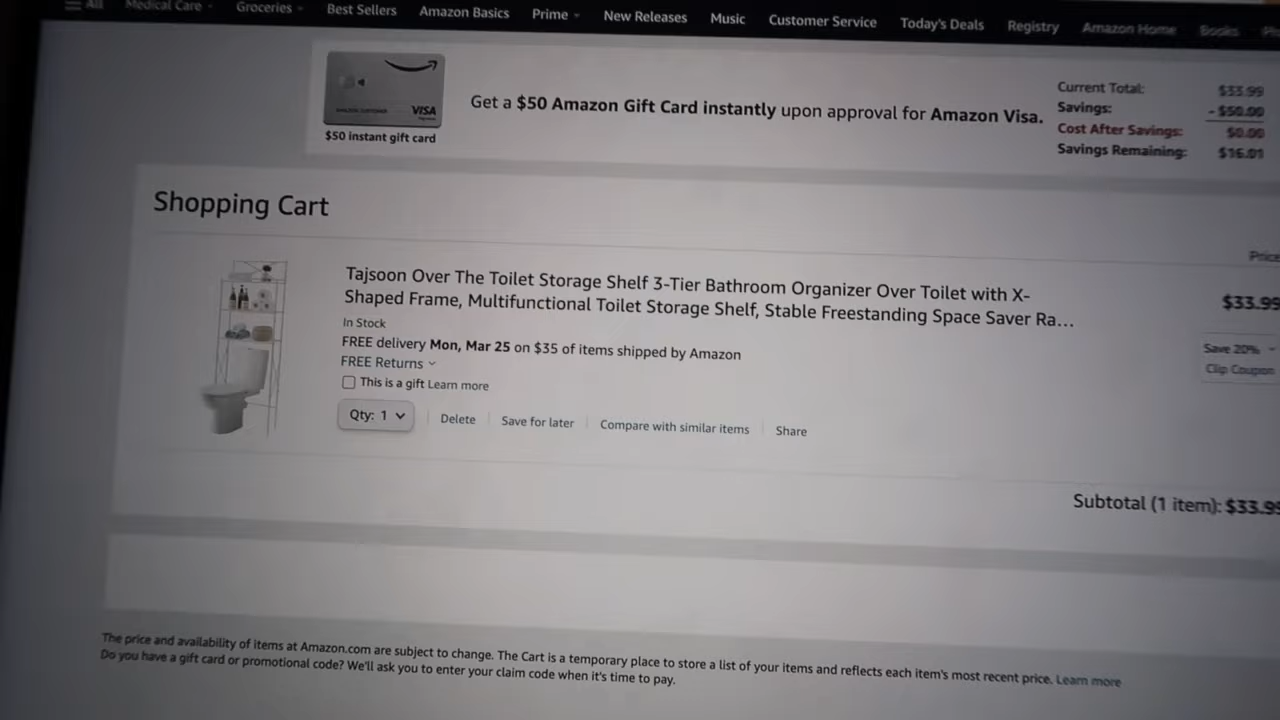 All Medical Care Groceries Best Sellers Amazon Basics Prime New Releases Music Customer Service Today's Deals Registry Amazon Home Books
VISA
$50 instant gift card
Get a $50 Amazon Gift Card instantly upon approval for Amazon Visa.
Current Total: $33.99
Savings: - $50.00
Cost After Savings: $0.00
Savings Remaining: $16.01
Shopping Cart
Price
Tajsoon Over The Toilet Storage Shelf 3-Tier Bathroom Organizer Over Toilet with X-
Shaped Frame, Multifunctional Toilet Storage Shelf, Stable Freestanding Space Saver Ra...
$33.99
In Stock
FREE delivery Mon, Mar 25 on $35 of items shipped by Amazon
FREE Returns
This is a gift Learn more
Save 20%
Clip Coupon
Qty: 1 Delete Save for later Compare with similar items Share
Subtotal (1 item): $33.99
The price and availability of items at Amazon.com are subject to change. The Cart is a temporary place to store a list of your items and reflects each item's most recent price. Learn more
Do you have a gift card or promotional code? We'll ask you to enter your claim code when it's time to pay.